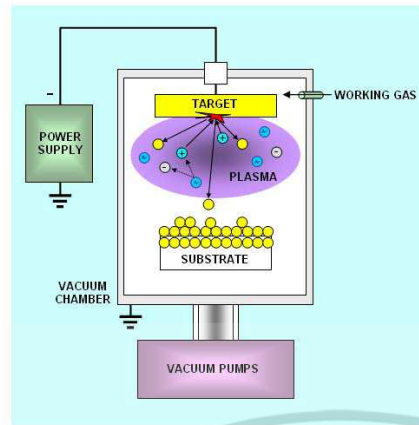 -
TARGET
WORKING GAS
POWER
SUPPLY
+
+
-
-
PLASMA
SUBSTRATE
VACUUM
CHAMBER
VACUUM PUMPS